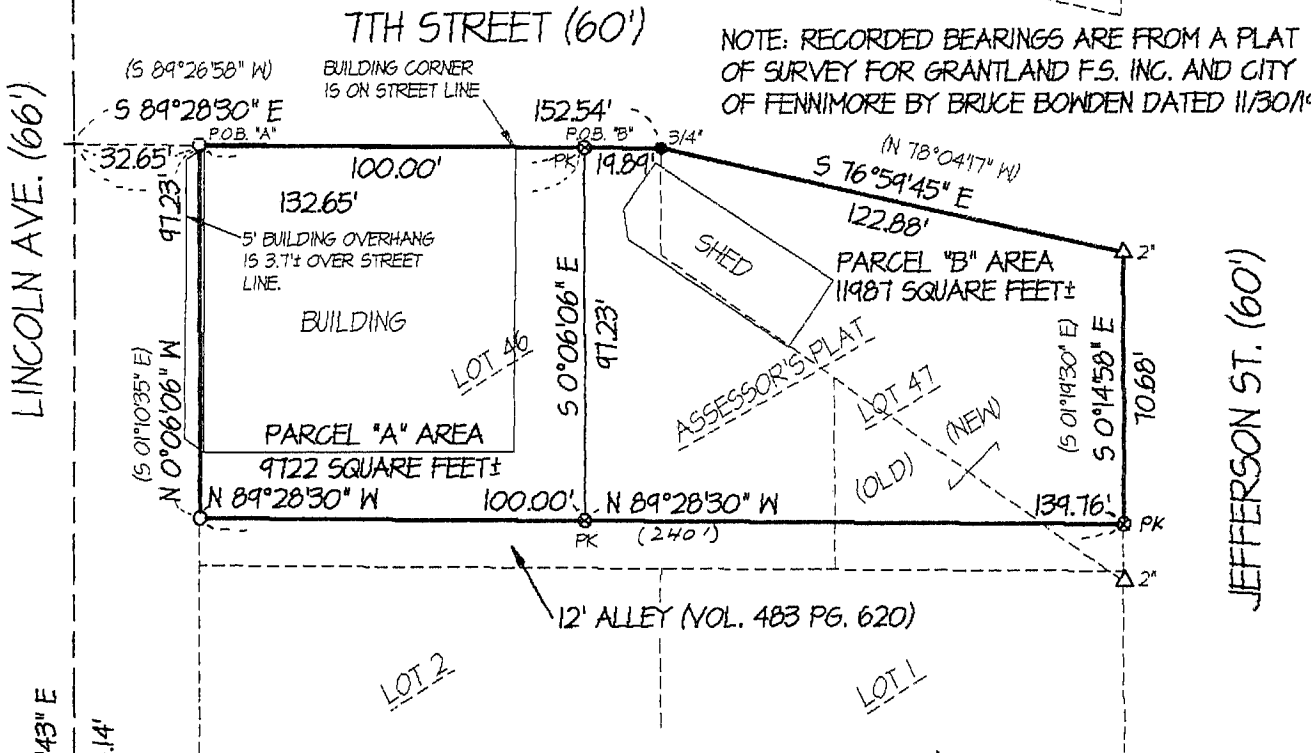 7TH STREET (60')
NOTE: RECORDED BEARINGS ARE FROM A PLAT
OF SURVEY FOR GRANTLAND F.S. INC. AND CITY
OF FENNIMORE BY BRUCE BOWDEN DATED 11/30/19
(S 89°26'58" W)
S 89°28'30" E
BUILDING CORNER
IS ON STREET LINE
152.54'
P.O.B. "A"
P.O.B. "B"
3/4"
32.65'
100.00'
PK
19.89'
(N 78°04'17" W)
S 76°59'45" E
122.88'
LINCOLN AVE. (66')
97.23'
132.65'
5' BUILDING OVERHANG
IS 3.7'± OVER STREET
LINE.
BUILDING
SHED
PARCEL "B" AREA
11987 SQUARE FEET±
2"
S 0°06'06" E
97.23'
LOT 46
ASSESSOR'S PLAT
LOT 47
(NEW)
(OLD)
(S 01°19'30" E)
S 0°14'58" E
70.68'
JEFFERSON ST. (60')
(S 01°10'35" E)
N 0°06'06" W
PARCEL "A" AREA
9722 SQUARE FEET±
N 89°28'30" W
100.00'
N 89°28'30" W
139.76'
PK
PK
(240')
2"
12' ALLEY (VOL. 483 PG. 620)
LOT 2
LOT 1
43" E
.14'